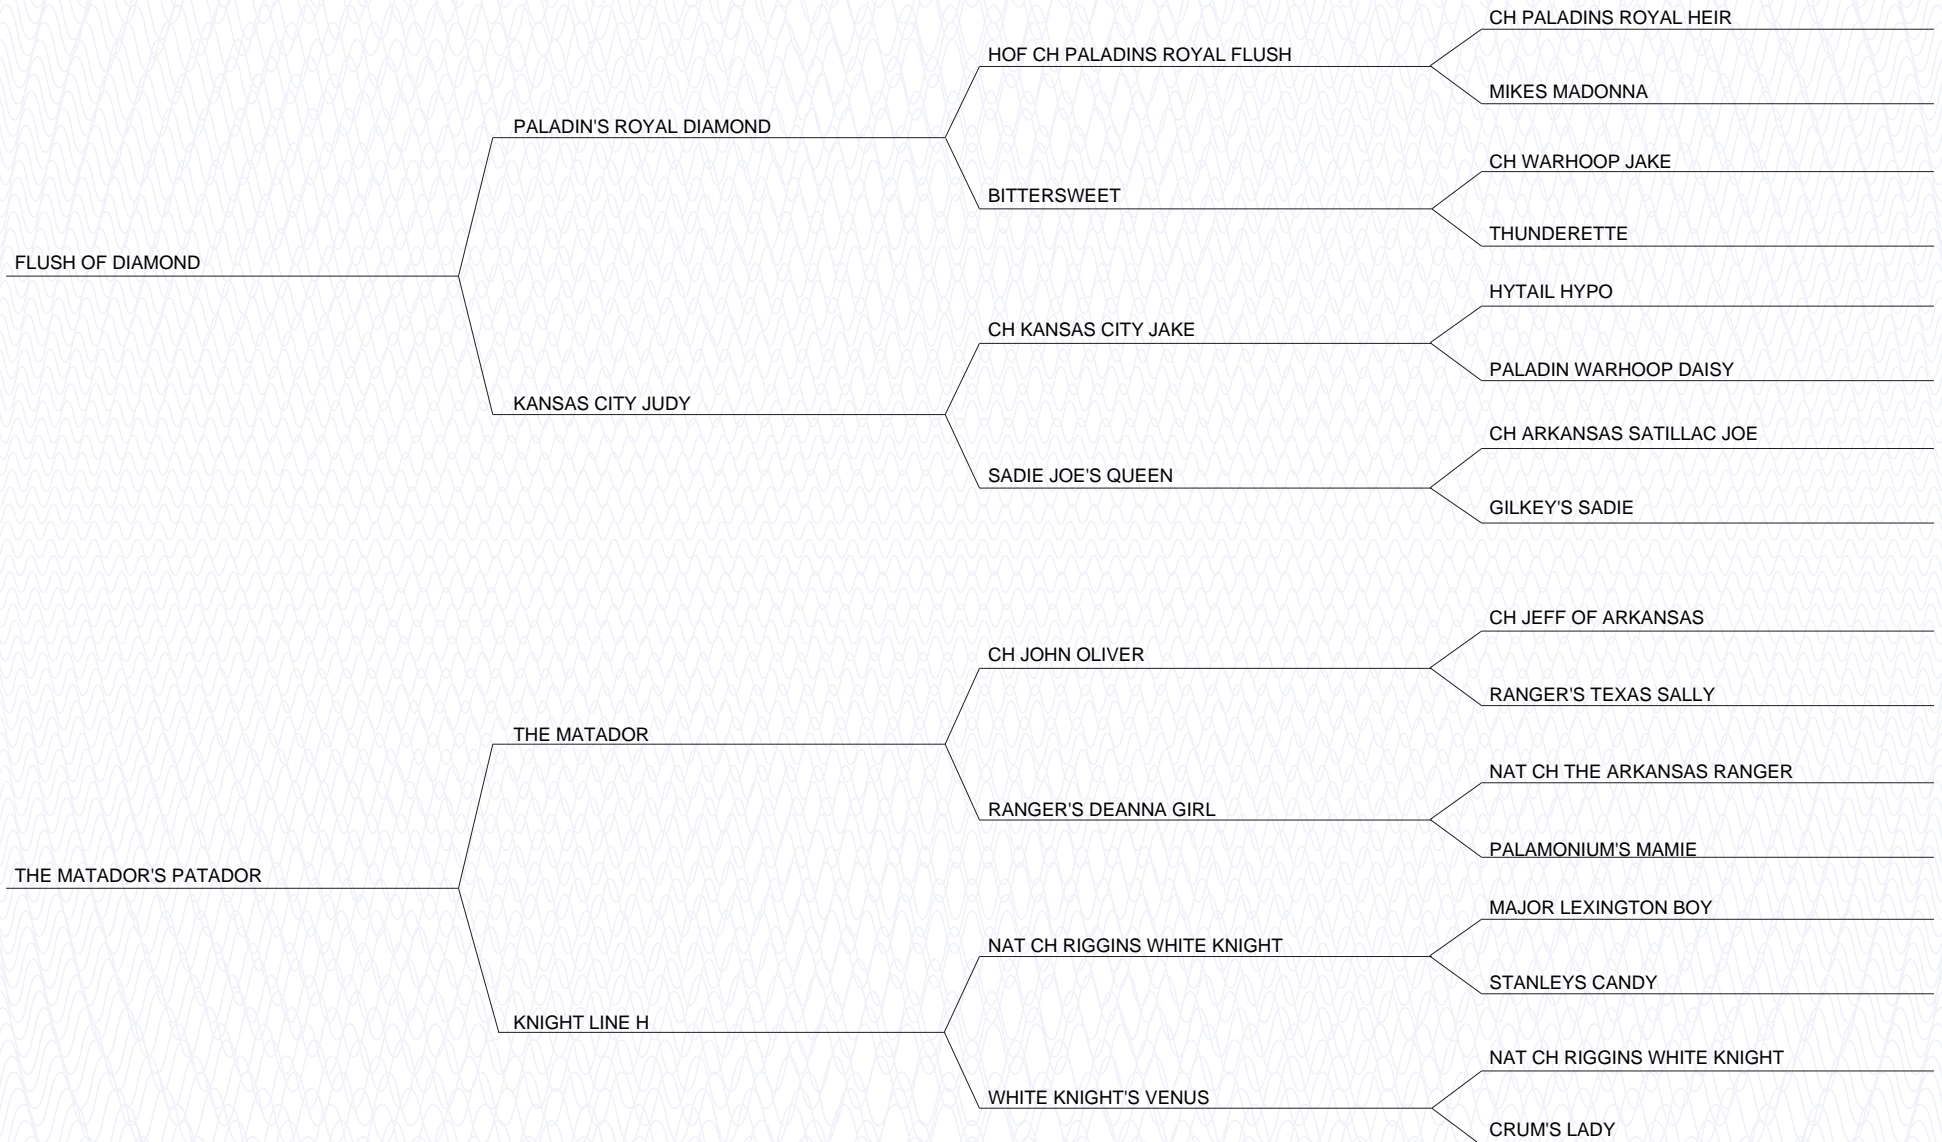 CH PALADINS ROYAL HEIR
HOF CH PALADINS ROYAL FLUSH
MIKES MADONNA
PALADIN'S ROYAL DIAMOND
CH WARHOOP JAKE
BITTERSWEET
THUNDERETTE
FLUSH OF DIAMOND
HYTAIL HYPO
CH KANSAS CITY JAKE
PALADIN WARHOOP DAISY
KANSAS CITY JUDY
CH ARKANSAS SATILLAC JOE
SADIE JOE'S QUEEN
GILKEY'S SADIE
CH JEFF OF ARKANSAS
CH JOHN OLIVER
RANGER'S TEXAS SALLY
THE MATADOR
NAT CH THE ARKANSAS RANGER
RANGER'S DEANNA GIRL
PALAMONIUM'S MAMIE
THE MATADOR'S PATADOR
MAJOR LEXINGTON BOY
NAT CH RIGGINS WHITE KNIGHT
STANLEYS CANDY
KNIGHT LINE H
NAT CH RIGGINS WHITE KNIGHT
WHITE KNIGHT'S VENUS
CRUM'S LADY